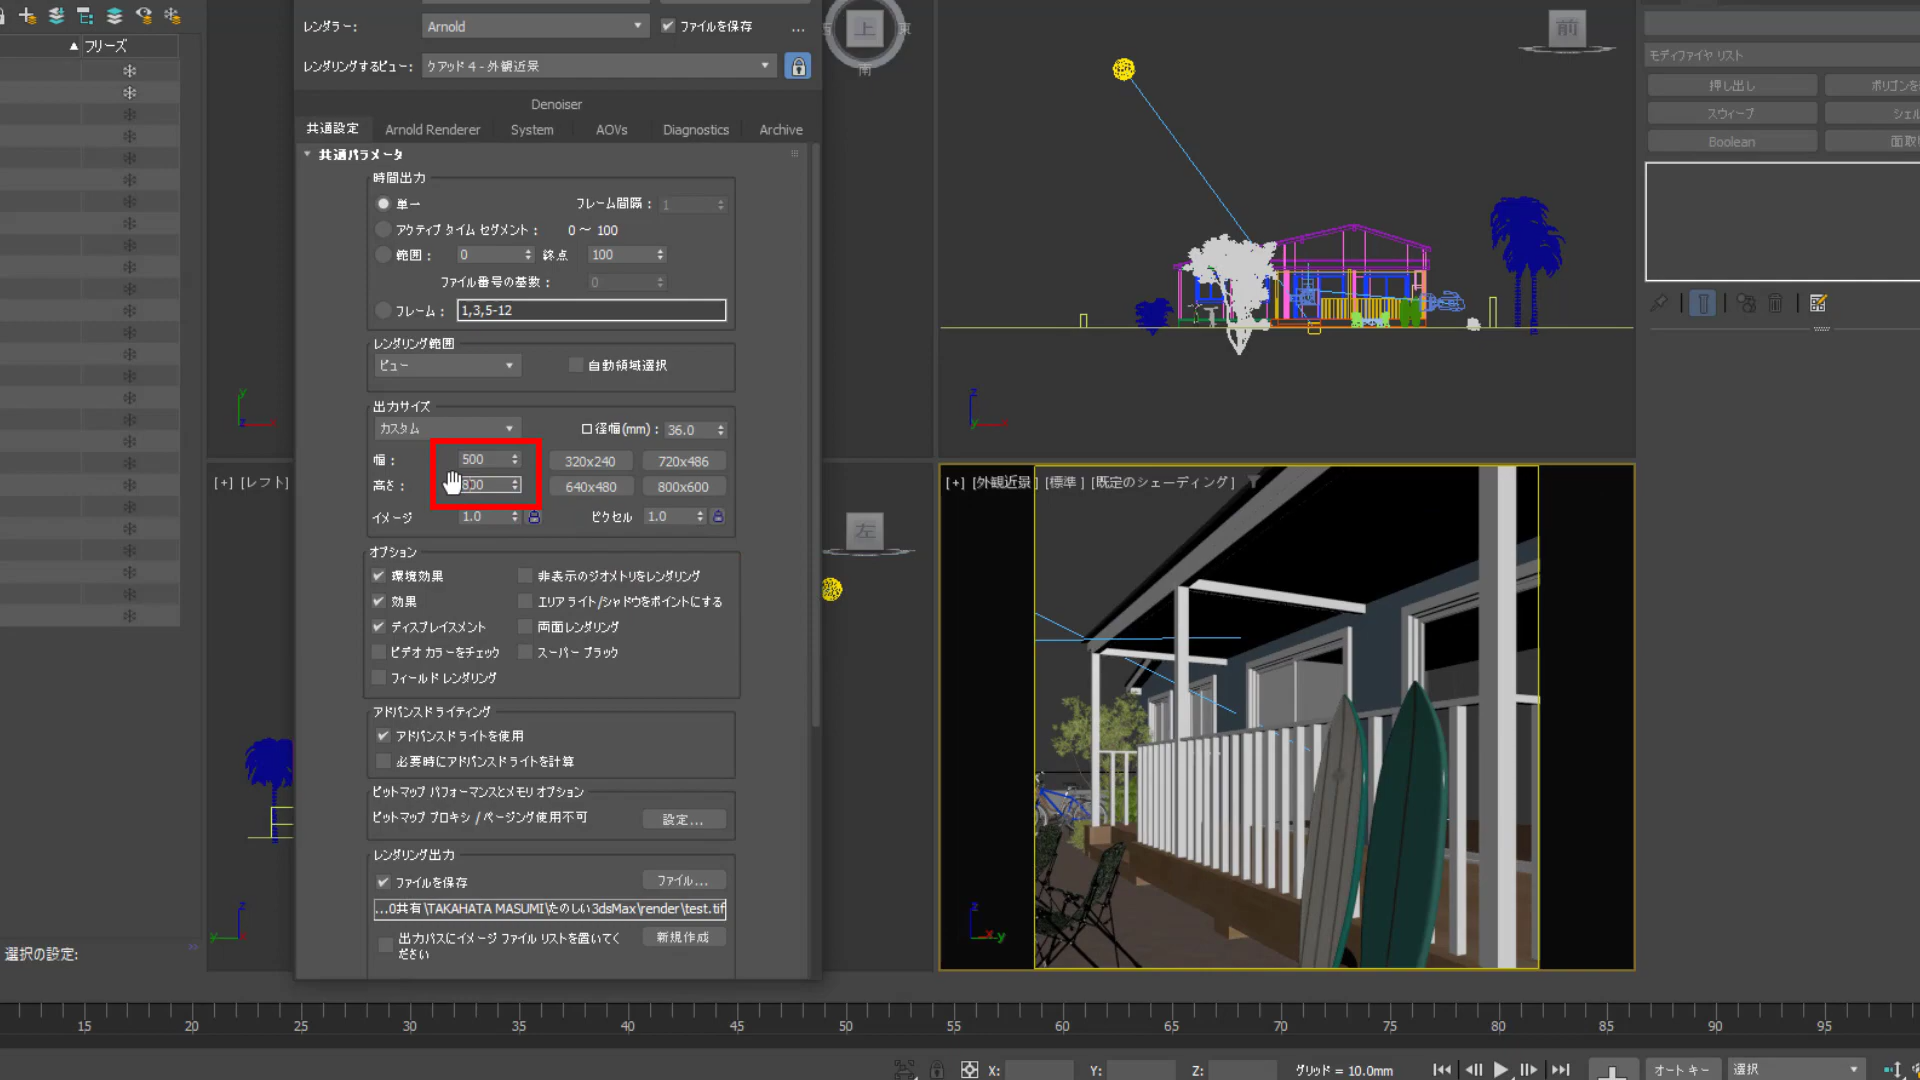 レンダラー:
Arnold
ファイルを保存
...
レンダリングするビュー:
クアッド 4 - 外観近景
Denoiser
共通設定
Arnold Renderer
System
AOVs
Diagnostics
Archive
共通パラメータ
時間出力
単一
フレーム間隔 :
1
アクティブ タイム セグメント :
0 ～ 100
範囲 :
0
終点
100
ファイル番号の基数 :
0
フレーム :
1,3,5-12
レンダリング範囲
ビュー
自動領域選択
出力サイズ
カスタム
口径幅(mm) :
36.0
幅 :
500
320x240
720x486
高さ :
800
640x480
800x600
イメージ
1.0
ピクセル
1.0
オプション
環境効果
非表示のジオメトリをレンダリング
効果
エリア ライト/シャドウをポイントにする
ディスプレイスメント
両面レンダリング
ビデオ カラーをチェック
スーパー ブラック
フィールド レンダリング
アドバンスド ライティング
アドバンスド ライトを使用
必要時にアドバンスド ライトを計算
ビットマップ パフォーマンスとメモリ オプション
ビットマップ プロキシ / ページング使用不可
設定...
レンダリング出力
ファイルを保存
ファイル...
...0共有\TAKAHATA MASUMI\たのしい3dsMax\render\test.tif
出力パスにイメージ ファイル リストを置いてく
ださい
新規作成
フリーズ
選択の設定:
上
東
南
前
左
[+] [レフト]
[+] [外観近景] [標準] [既定のシェーディング]
モディファイヤ リスト
押し出し
ポリゴンを
スウィープ
シェル
Boolean
面取り
y
z
z
y
z
x
y
z
15
20
25
30
35
40
45
50
55
60
65
70
75
80
85
90
95
X:
Y:
Z:
グリッド = 10.0mm
オート キー
選択